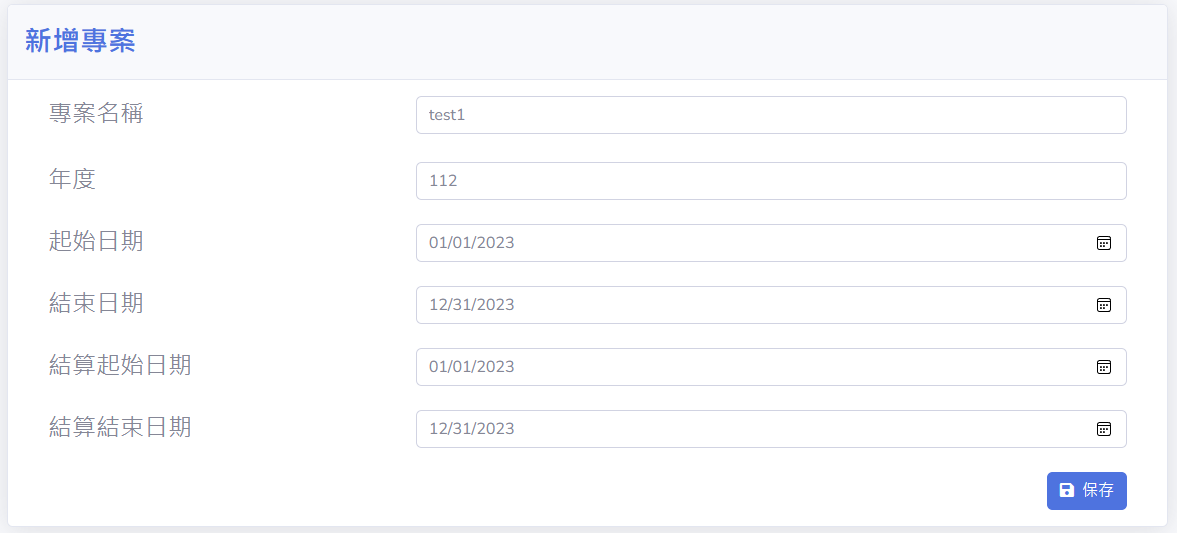 新增專案
專案名稱 test1
年度 112
起始日期 01/01/2023
結束日期 12/31/2023
結算起始日期 01/01/2023
結算結束日期 12/31/2023
保存